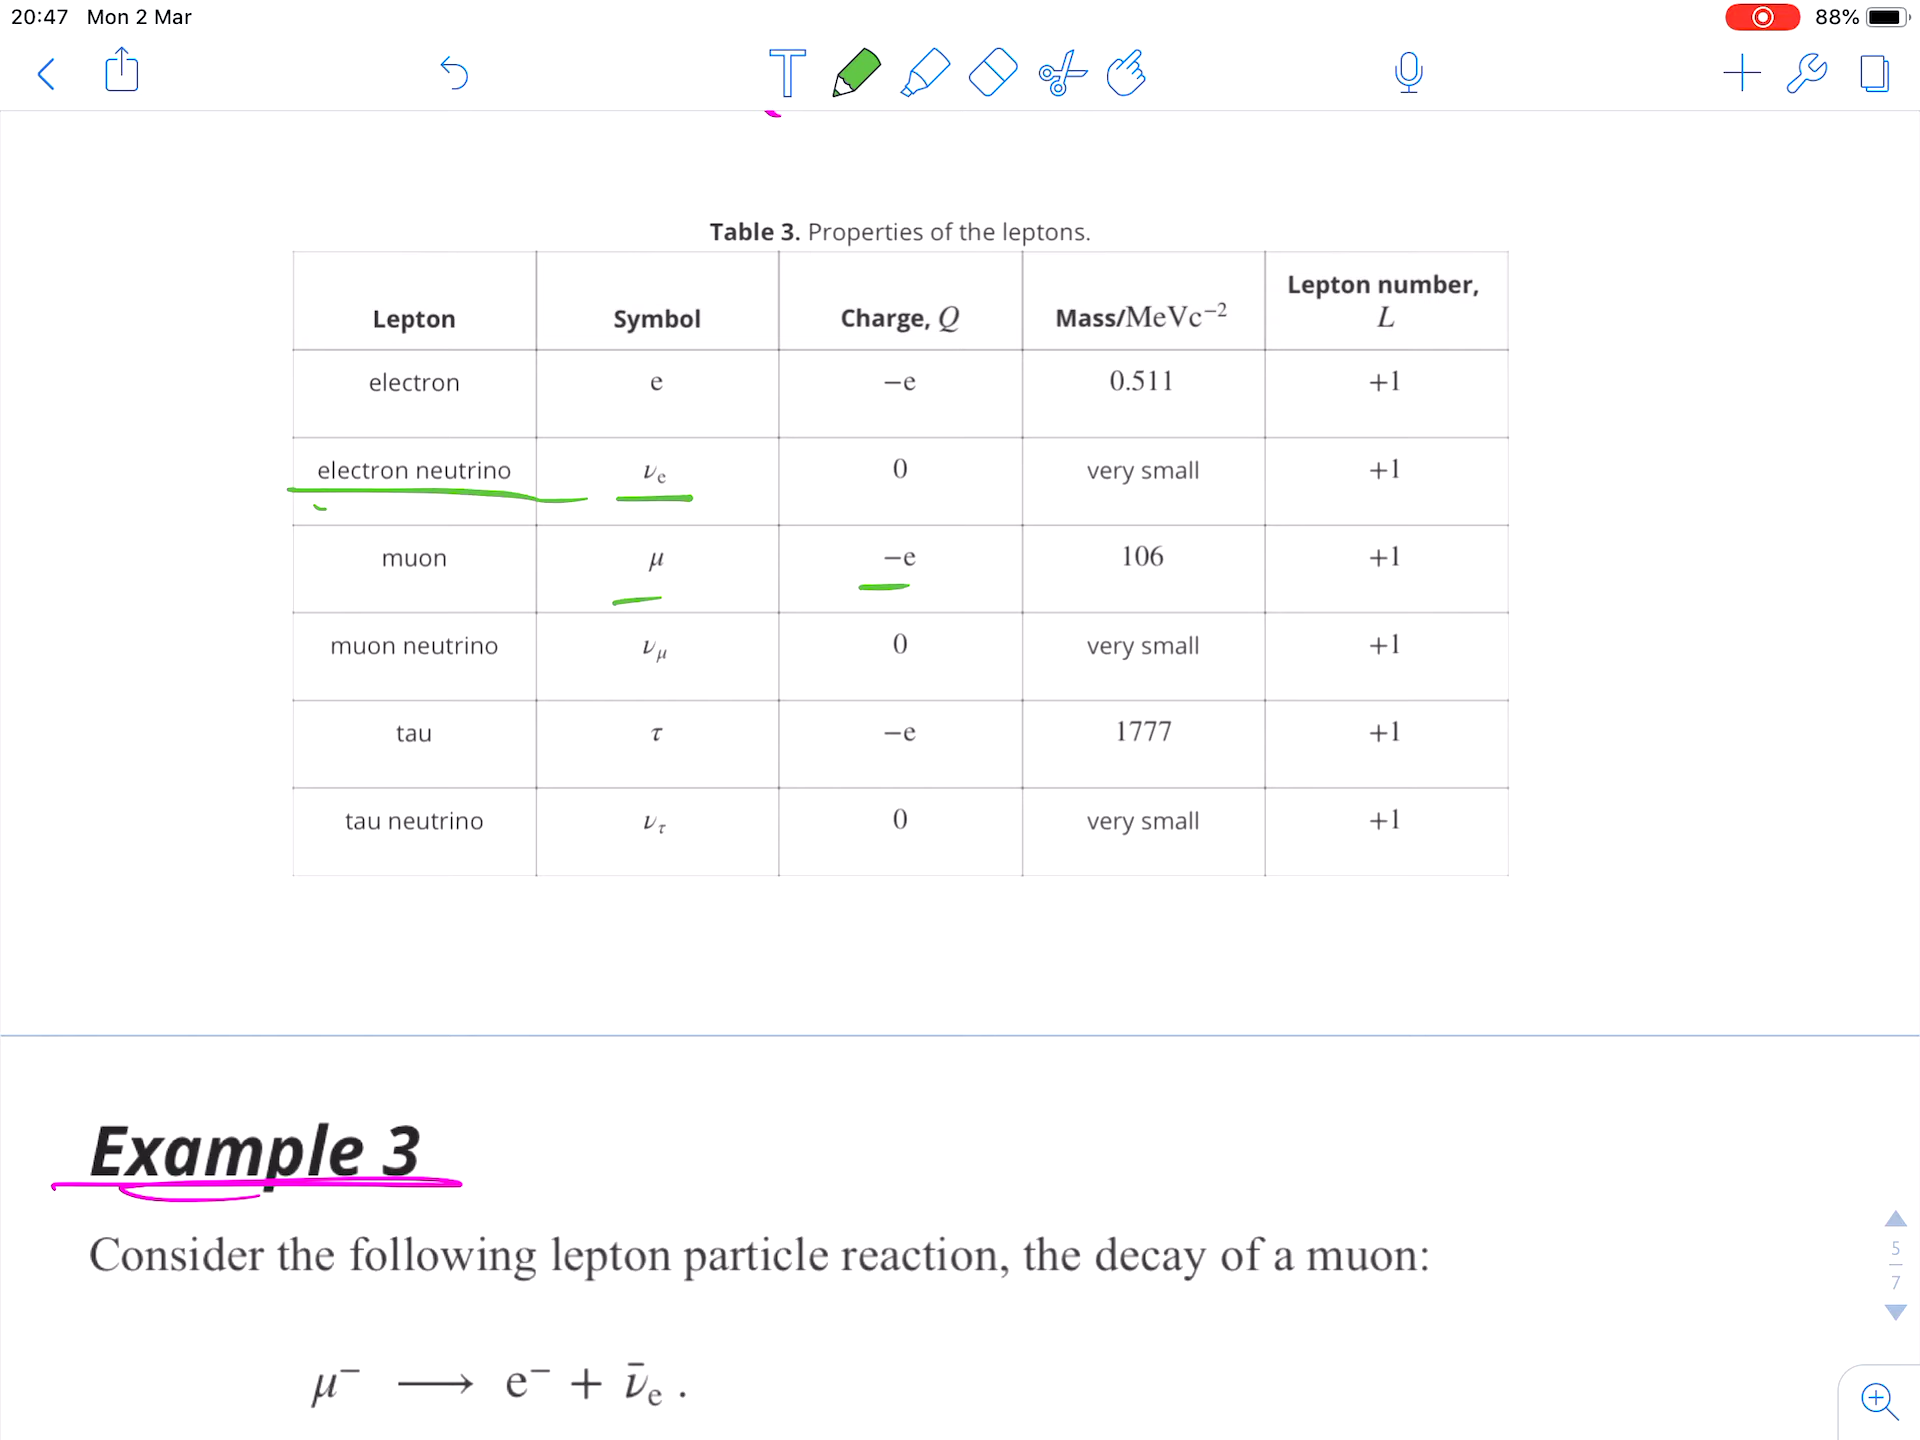 20:47 Mon 2 Mar 88%
T
Table 3. Properties of the leptons.
Lepton Symbol Charge, Q Mass/MeVc⁻² Lepton number, L
electron e −e 0.511 +1
electron neutrino νₑ 0 very small +1
muon μ −e 106 +1
muon neutrino ν_μ 0 very small +1
tau τ −e 1777 +1
tau neutrino ν_τ 0 very small +1
Example 3
Consider the following lepton particle reaction, the decay of a muon:
μ⁻ ⟶ e⁻ + ν̄ₑ .
5
7